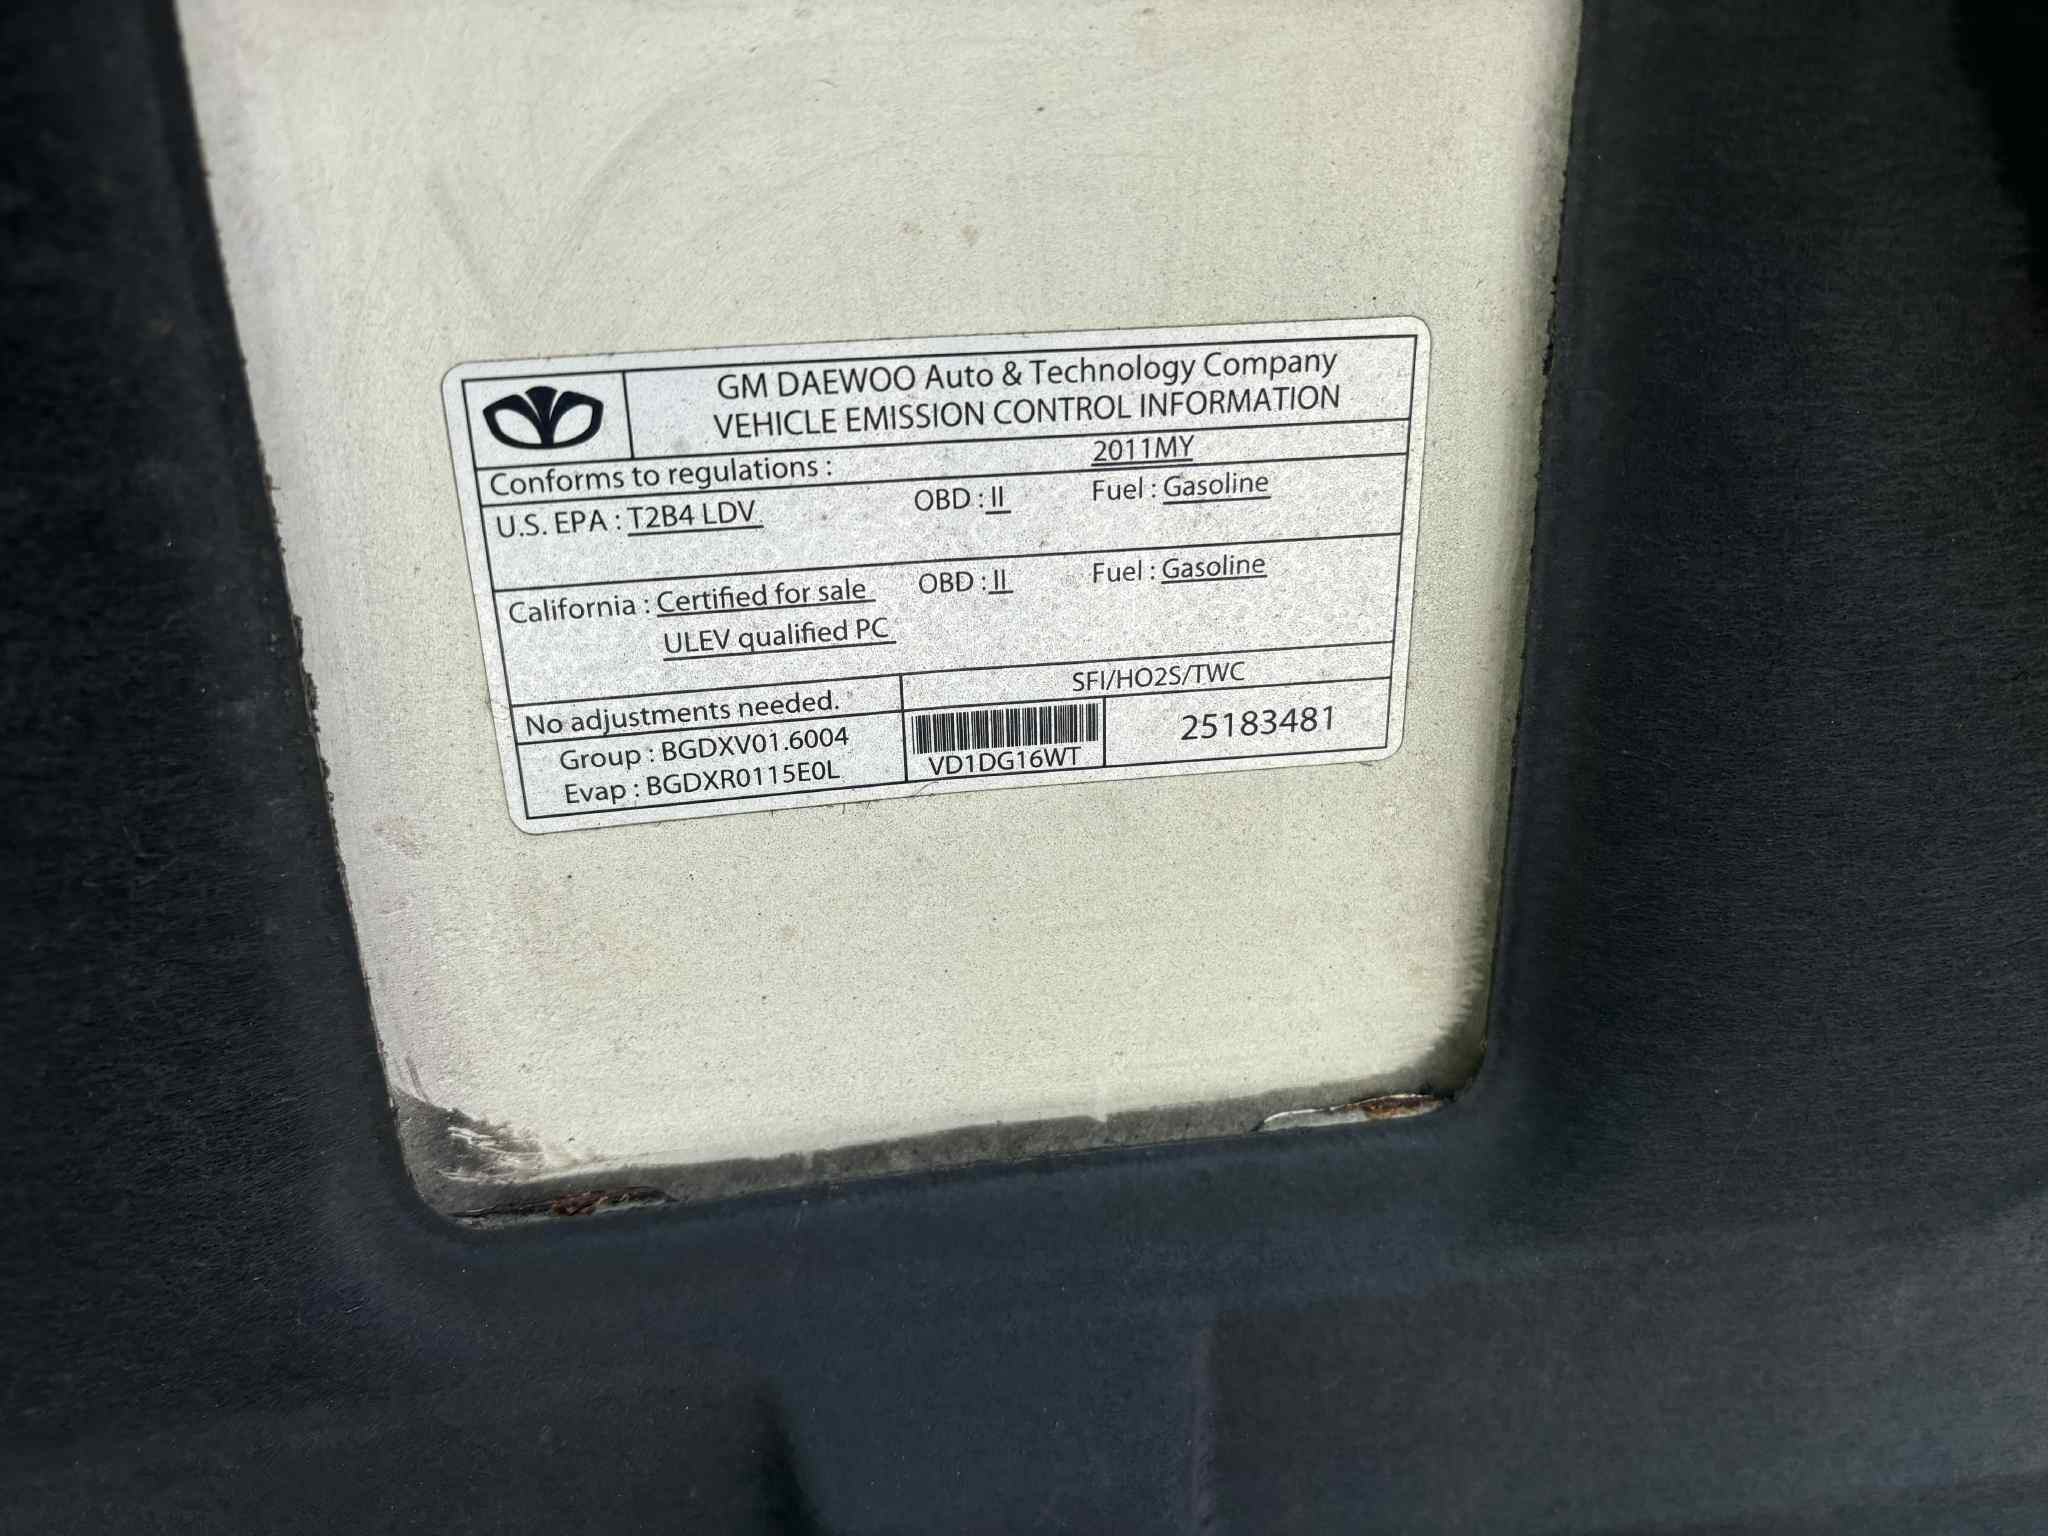 GM DAEWOO Auto & Technology Company
VEHICLE EMISSION CONTROL INFORMATION
Conforms to regulations : 2011MY
U.S. EPA : T2B4 LDV OBD : II Fuel : Gasoline
California : Certified for sale OBD : II Fuel : Gasoline
ULEV qualified PC
No adjustments needed. SFI/HO2S/TWC
Group : BGDXV01.6004
Evap : BGDXR0115E0L
VD1DG16WT
25183481